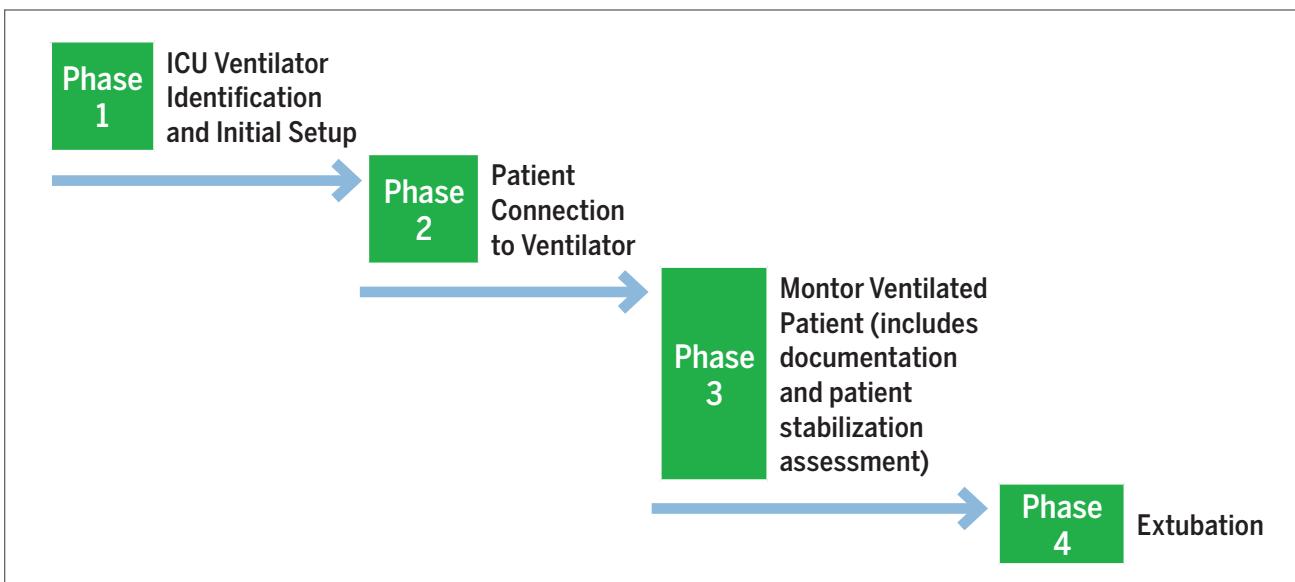 Phase
1
ICU Ventilator
Identification
and Initial Setup
Phase
2
Patient
Connection
to Ventilator
Phase
3
Montor Ventilated
Patient (includes
documentation
and patient
stabilization
assessment)
Phase
4
Extubation